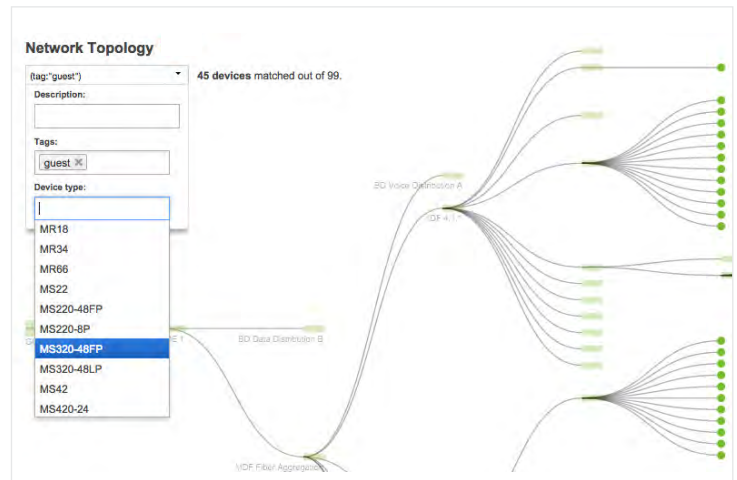 Network Topology
(tag:"guest")
45 devices matched out of 99.
Description:
Tags:
guest ×
Device type:
MR18
MR34
MR66
MS22
MS220-48FP
MS220-8P
MS320-48FP
MS320-48LP
MS42
MS420-24
BD Voice Distribution A
IDF 4.1.*
BD Data Distribution B
MDF Fiber Aggregation